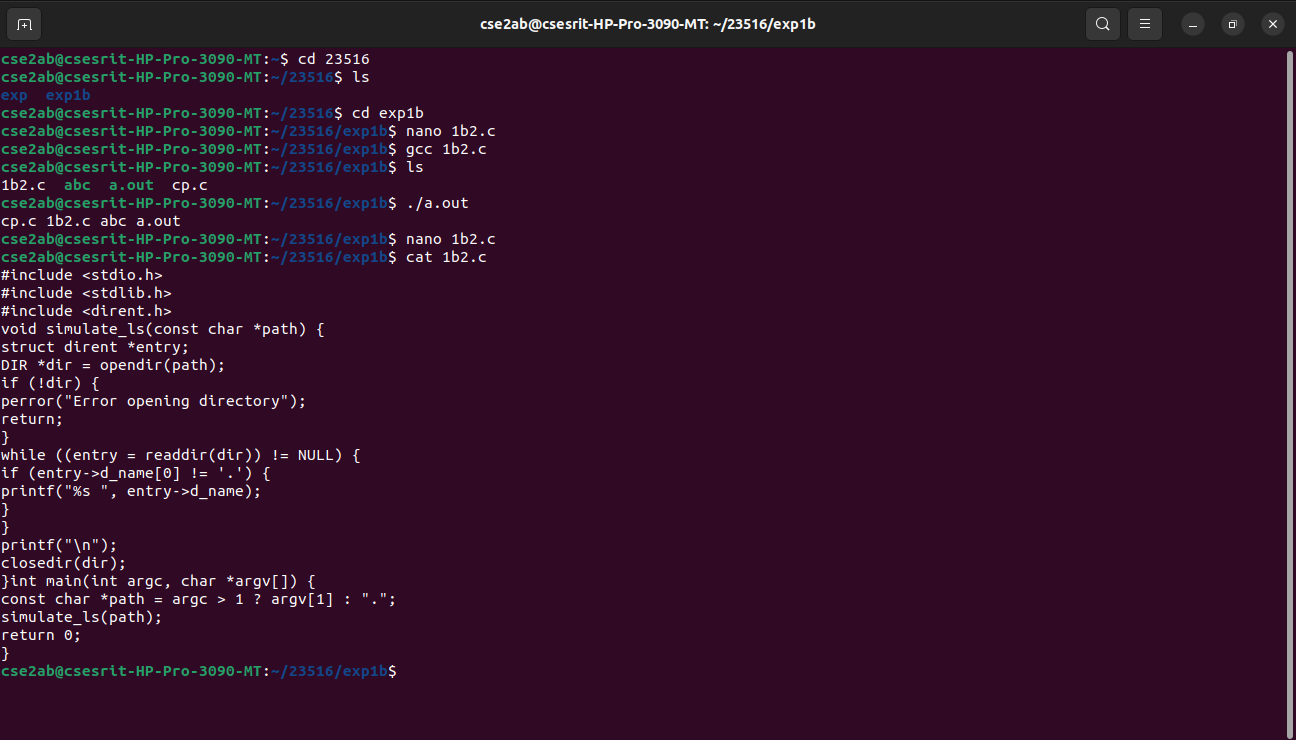 cse2ab@csesrit-HP-Pro-3090-MT: ~/23516/exp1b
cse2ab@csesrit-HP-Pro-3090-MT:~$ cd 23516
cse2ab@csesrit-HP-Pro-3090-MT:~/23516$ ls
exp  exp1b
cse2ab@csesrit-HP-Pro-3090-MT:~/23516$ cd exp1b
cse2ab@csesrit-HP-Pro-3090-MT:~/23516/exp1b$ nano 1b2.c
cse2ab@csesrit-HP-Pro-3090-MT:~/23516/exp1b$ gcc 1b2.c
cse2ab@csesrit-HP-Pro-3090-MT:~/23516/exp1b$ ls
1b2.c  abc  a.out  cp.c
cse2ab@csesrit-HP-Pro-3090-MT:~/23516/exp1b$ ./a.out
cp.c 1b2.c abc a.out
cse2ab@csesrit-HP-Pro-3090-MT:~/23516/exp1b$ nano 1b2.c
cse2ab@csesrit-HP-Pro-3090-MT:~/23516/exp1b$ cat 1b2.c
#include <stdio.h>
#include <stdlib.h>
#include <dirent.h>
void simulate_ls(const char *path) {
struct dirent *entry;
DIR *dir = opendir(path);
if (!dir) {
perror("Error opening directory");
return;
}
while ((entry = readdir(dir)) != NULL) {
if (entry->d_name[0] != '.') {
printf("%s ", entry->d_name);
}
}
printf("\n");
closedir(dir);
}int main(int argc, char *argv[]) {
const char *path = argc > 1 ? argv[1] : ".";
simulate_ls(path);
return 0;
}
cse2ab@csesrit-HP-Pro-3090-MT:~/23516/exp1b$